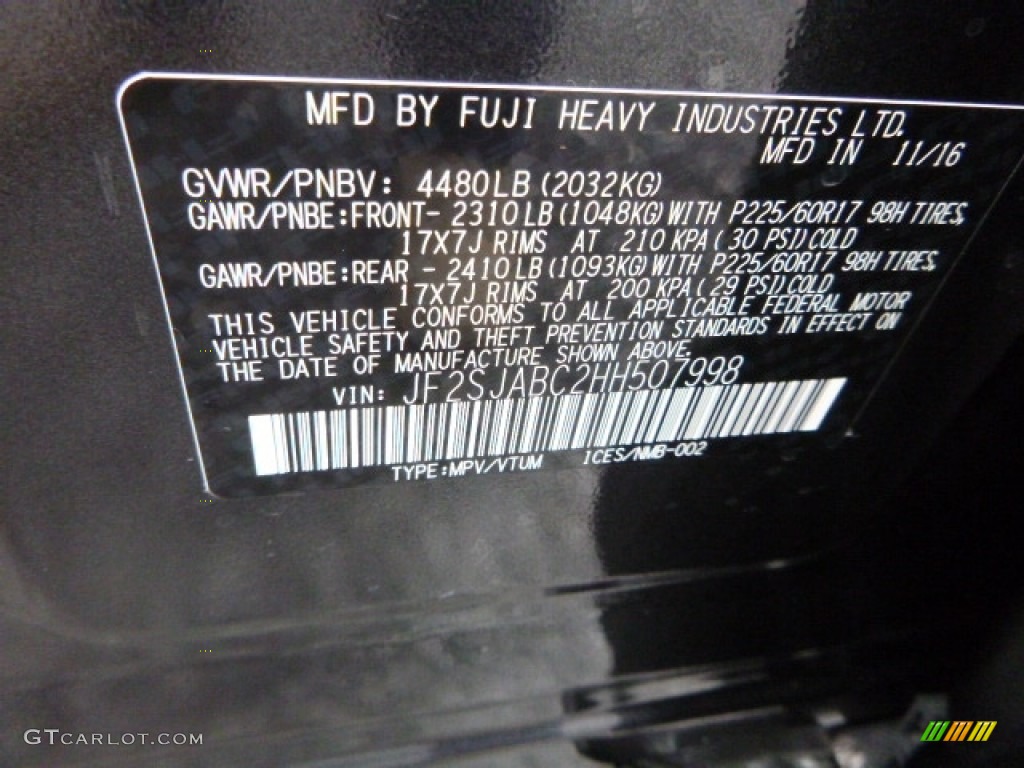 MFD BY FUJI HEAVY INDUSTRIES LTD.
MFD IN 11/16
GVWR/PNBV: 4480LB (2032KG)
GAWR/PNBE:FRONT- 2310LB (1048KG) WITH P225/60R17 98H TIRES,
17X7J RIMS AT 210 KPA (30 PSI) COLD
GAWR/PNBE:REAR - 2410LB (1093KG) WITH P225/60R17 98H TIRES,
17X7J RIMS AT 200 KPA (29 PSI) COLD
THIS VEHICLE CONFORMS TO ALL APPLICABLE FEDERAL MOTOR
VEHICLE SAFETY AND THEFT PREVENTION STANDARDS IN EFFECT ON
THE DATE OF MANUFACTURE SHOWN ABOVE.
VIN: JF2SJABC2HH507998
TYPE:MPV/VTUM ICES/NMB-002
GTCARLOT.COM